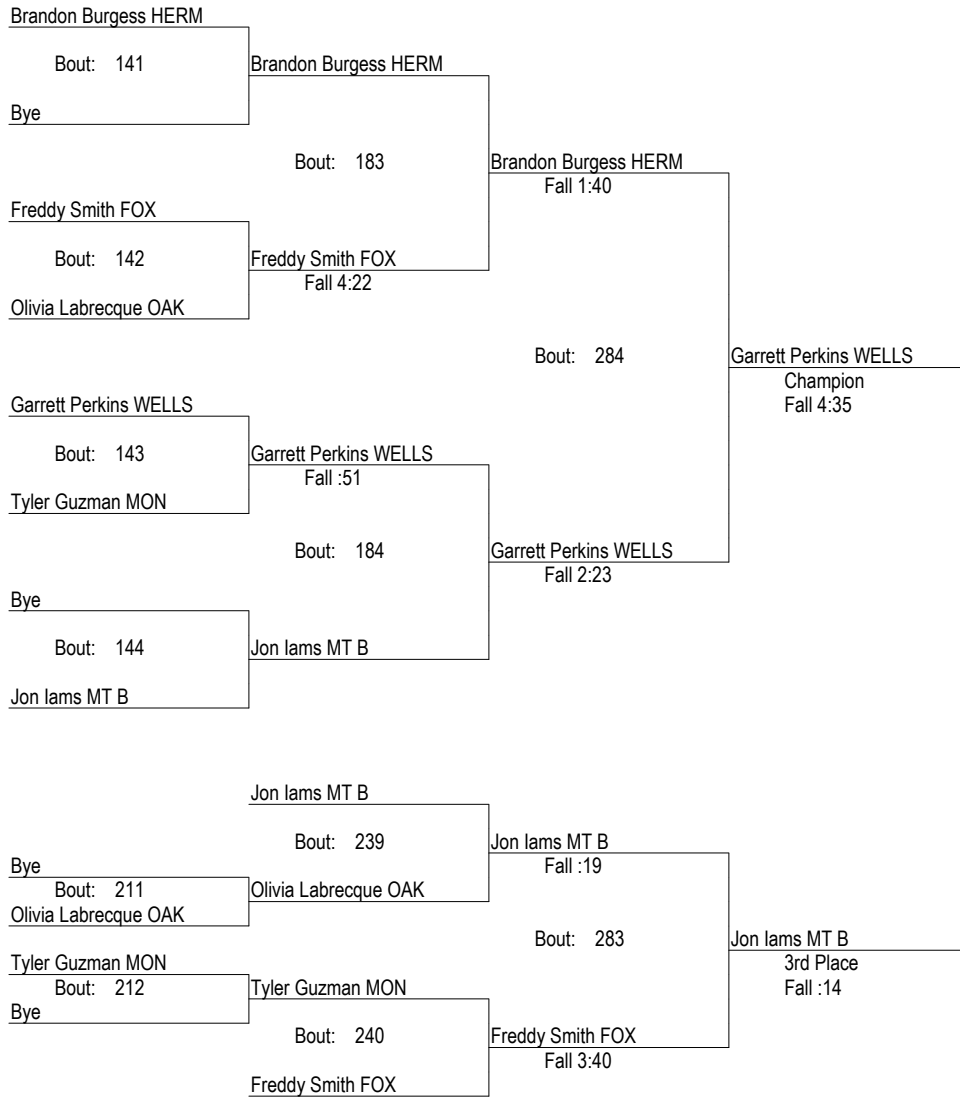 Brandon Burgess HERM
Bout: 141
Brandon Burgess HERM
Bye
Bout: 183
Brandon Burgess HERM
Fall 1:40
Freddy Smith FOX
Bout: 142
Freddy Smith FOX
Fall 4:22
Olivia Labrecque OAK
Bout: 284
Garrett Perkins WELLS
Champion
Fall 4:35
Garrett Perkins WELLS
Bout: 143
Garrett Perkins WELLS
Fall :51
Tyler Guzman MON
Bout: 184
Garrett Perkins WELLS
Fall 2:23
Bye
Bout: 144
Jon Iams MT B
Jon Iams MT B
Jon Iams MT B
Bout: 239
Jon Iams MT B
Fall :19
Bye
Bout: 211
Olivia Labrecque OAK
Olivia Labrecque OAK
Bout: 283
Jon Iams MT B
3rd Place
Fall :14
Tyler Guzman MON
Bout: 212
Tyler Guzman MON
Bye
Bout: 240
Freddy Smith FOX
Fall 3:40
Freddy Smith FOX